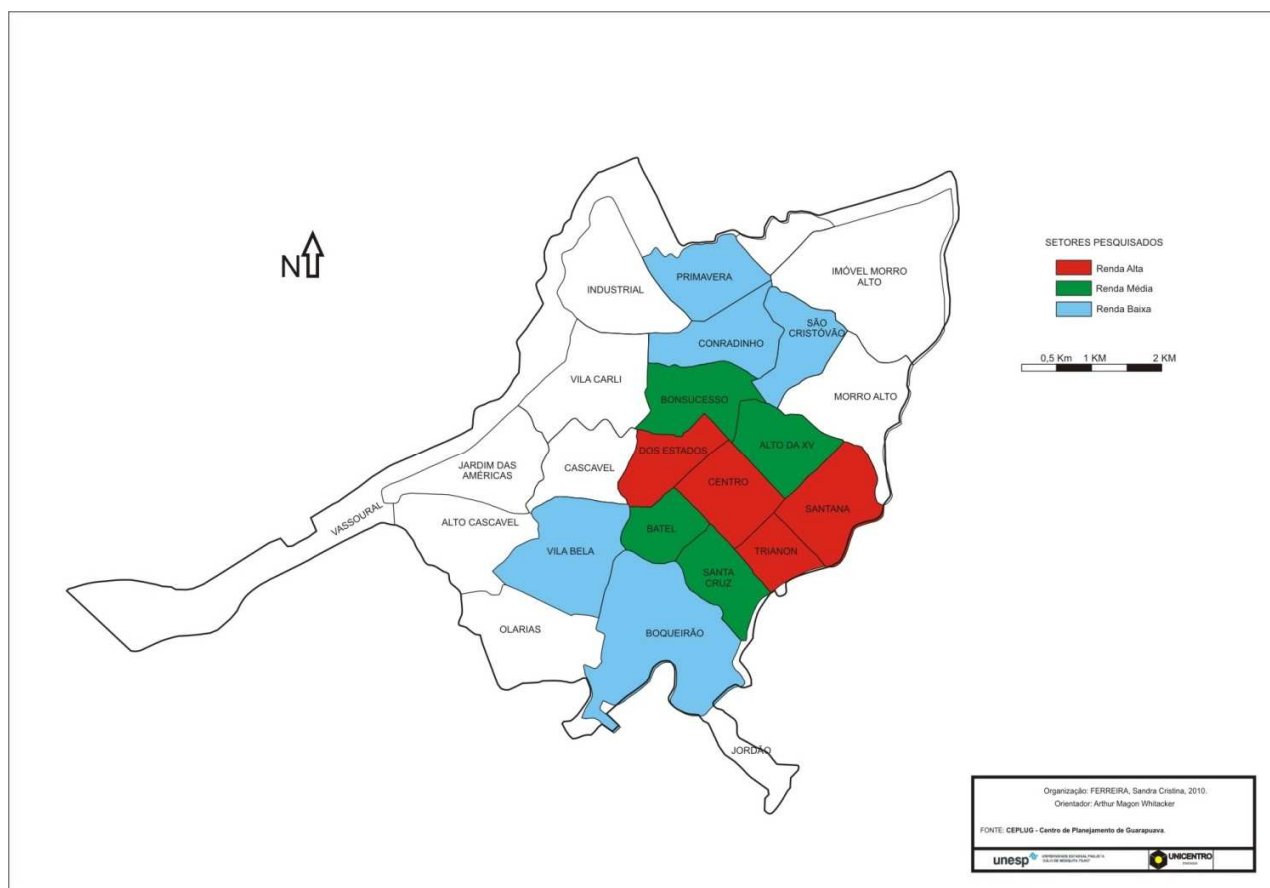 N
INDUSTRIAL
PRIMAVERA
IMÓVEL MORRO
ALTO
SÃO
CRISTÓVÃO
CONRADINHO
VILA CARLI
MORRO ALTO
BONSUCESSO
ALTO DA XV
DOS ESTADOS
JARDIM DAS
AMÉRICAS
CASCAVEL
CENTRO
SANTANA
VASSOURAL
ALTO CASCAVEL
BATEL
VILA BELA
TRIANON
SANTA
CRUZ
OLARIAS
BOQUEIRÃO
JORDÃO
SETORES PESQUISADOS
Renda Alta
Renda Média
Renda Baixa
0,5 Km 1 KM 2 KM
Organização: FERREIRA, Sandra Cristina, 2010.
Orientador: Arthur Magon Whitacker
FONTE: CEPLUG - Centro de Planejamento de Guarapuava.
unesp
UNICENTRO